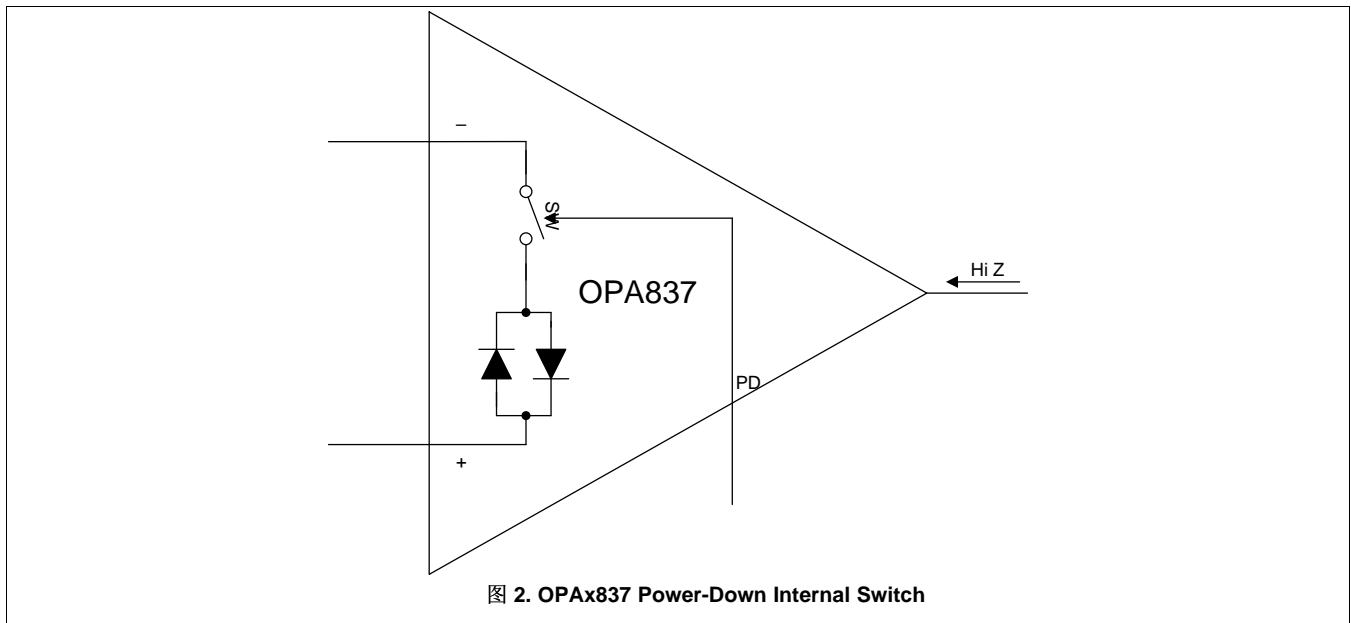 –
SW
Hi Z
OPA837
PD
+
图 2. OPAx837 Power-Down Internal Switch